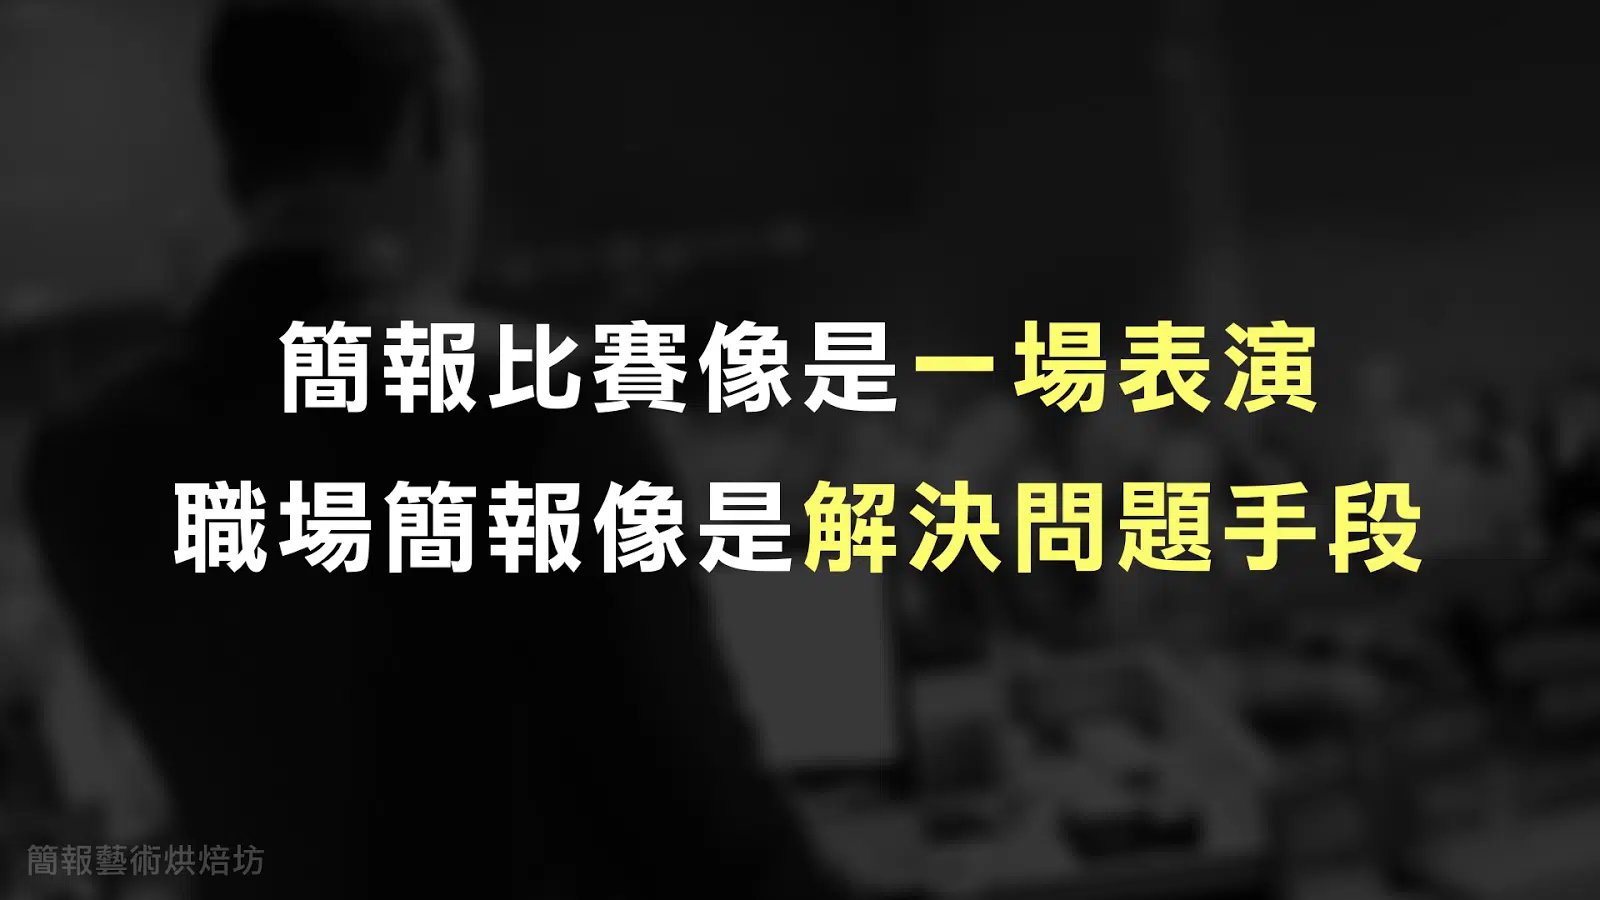 簡報比賽像是一場表演
職場簡報像是解決問題手段
簡報藝術烘焙坊